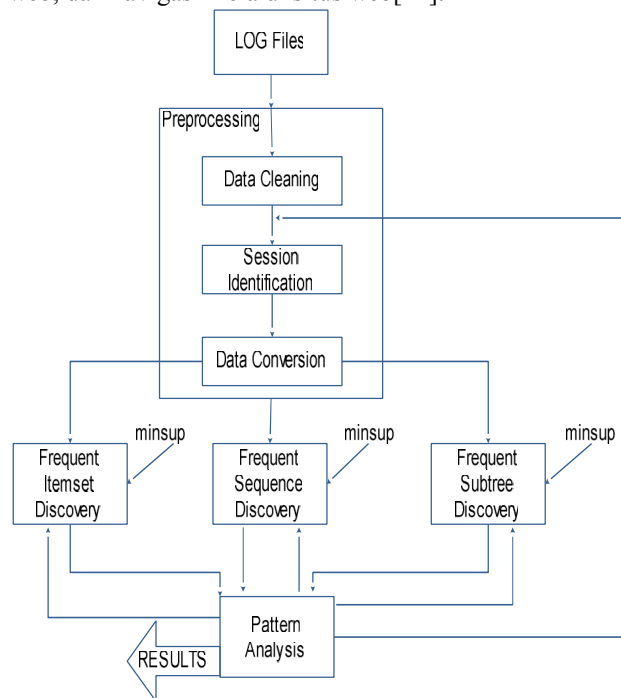 LOG Files
Preprocessing
Data Cleaning
Session
Identification
Data Conversion
minsup
minsup
minsup
Frequent
Itemset
Discovery
Frequent
Sequence
Discovery
Frequent
Subtree
Discovery
Pattern
Analysis
RESULTS